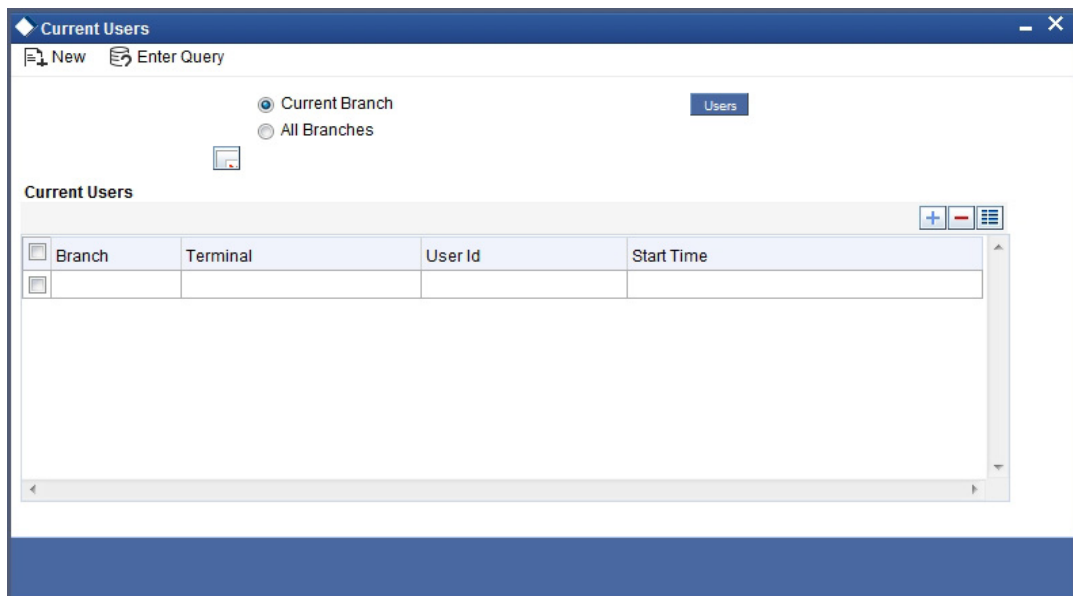 Current Users
New Enter Query
Current Branch Users
All Branches
Current Users
Branch Terminal User Id Start Time